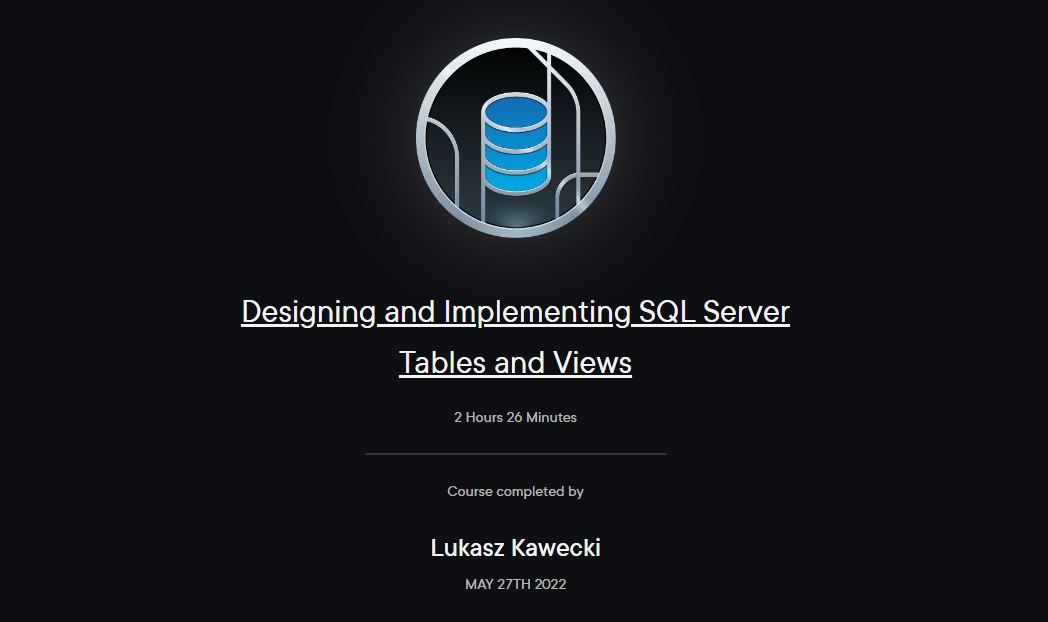 Designing and Implementing SQL Server
Tables and Views
2 Hours 26 Minutes
Course completed by
Lukasz Kawecki
MAY 27TH 2022